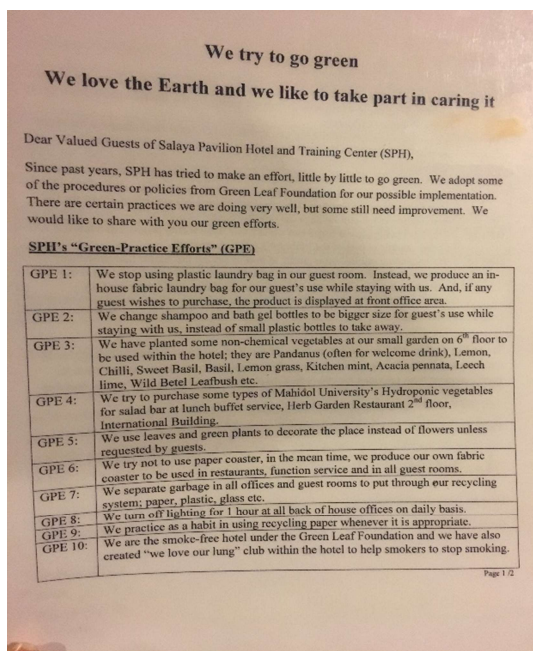 We try to go green
We love the Earth and we like to take part in caring it
Dear Valued Guests of Salaya Pavilion Hotel and Training Center (SPH),
Since past years, SPH has tried to make an effort, little by little to go green. We adopt some
of the procedures or policies from Green Leaf Foundation for our possible implementation.
There are certain practices we are doing very well, but some still need improvement. We
would like to share with you our green efforts.
SPH's "Green-Practice Efforts" (GPE)
GPE 1: We stop using plastic laundry bag in our guest room. Instead, we produce an in-
house fabric laundry bag for our guest's use while staying with us. And, if any
guest wishes to purchase, the product is displayed at front office area.
GPE 2: We change shampoo and bath gel bottles to be bigger size for guest's use while
staying with us, instead of small plastic bottles to take away.
GPE 3: We have planted some non-chemical vegetables at our small garden on 6th floor to
be used within the hotel; they are Pandanus (often for welcome drink), Lemon,
Chilli, Sweet Basil, Basil, Lemon grass, Kitchen mint, Acacia pennata, Leech
lime, Wild Betel Leafbush etc.
GPE 4: We try to purchase some types of Mahidol University's Hydroponic vegetables
for salad bar at lunch buffet service, Herb Garden Restaurant 2nd floor,
International Building.
GPE 5: We use leaves and green plants to decorate the place instead of flowers unless
requested by guests.
GPE 6: We try not to use paper coaster, in the mean time, we produce our own fabric
coaster to be used in restaurants, function service and in all guest rooms.
GPE 7: We separate garbage in all offices and guest rooms to put through our recycling
system; paper, plastic, glass etc.
GPE 8: We turn off lighting for 1 hour at all back of house offices on daily basis.
GPE 9: We practice as a habit in using recycling paper whenever it is appropriate.
GPE 10: We are the smoke-free hotel under the Green Leaf Foundation and we have also
created "we love our lung" club within the hotel to help smokers to stop smoking.
Page 1 /2